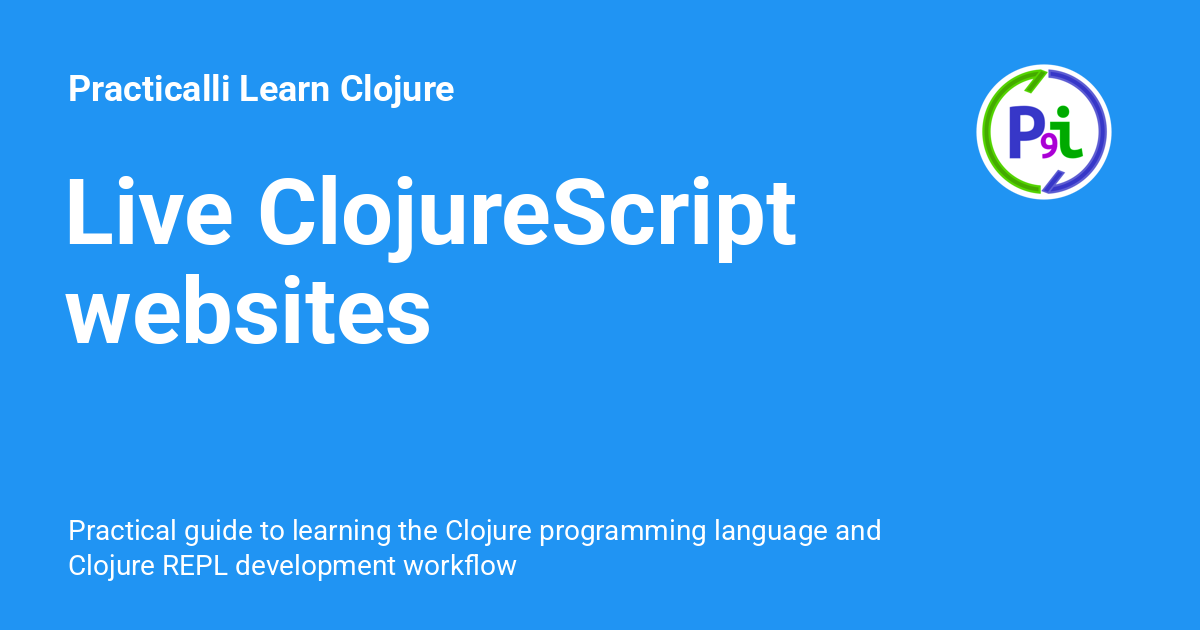 Practicalli Learn Clojure
P9i
Live ClojureScript
websites
Practical guide to learning the Clojure programming language and
Clojure REPL development workflow